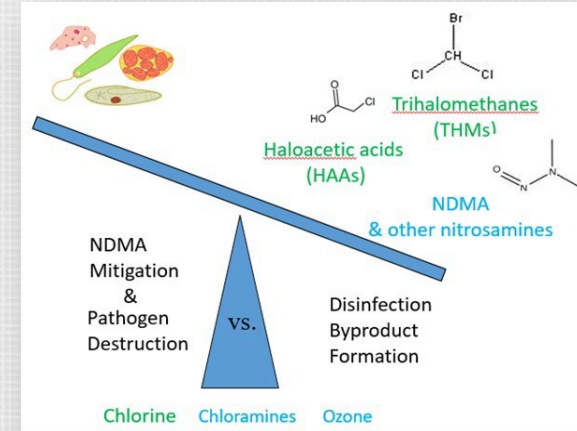 Br
CH
Cl
Cl
O
Cl
HO
Trihalomethanes
(THMs)
Haloacetic acids
(HAAs)
O
N
N
NDMA
& other nitrosamines
NDMA
Mitigation
&
Pathogen
Destruction
vs.
Disinfection
Byproduct
Formation
Chlorine Chloramines Ozone